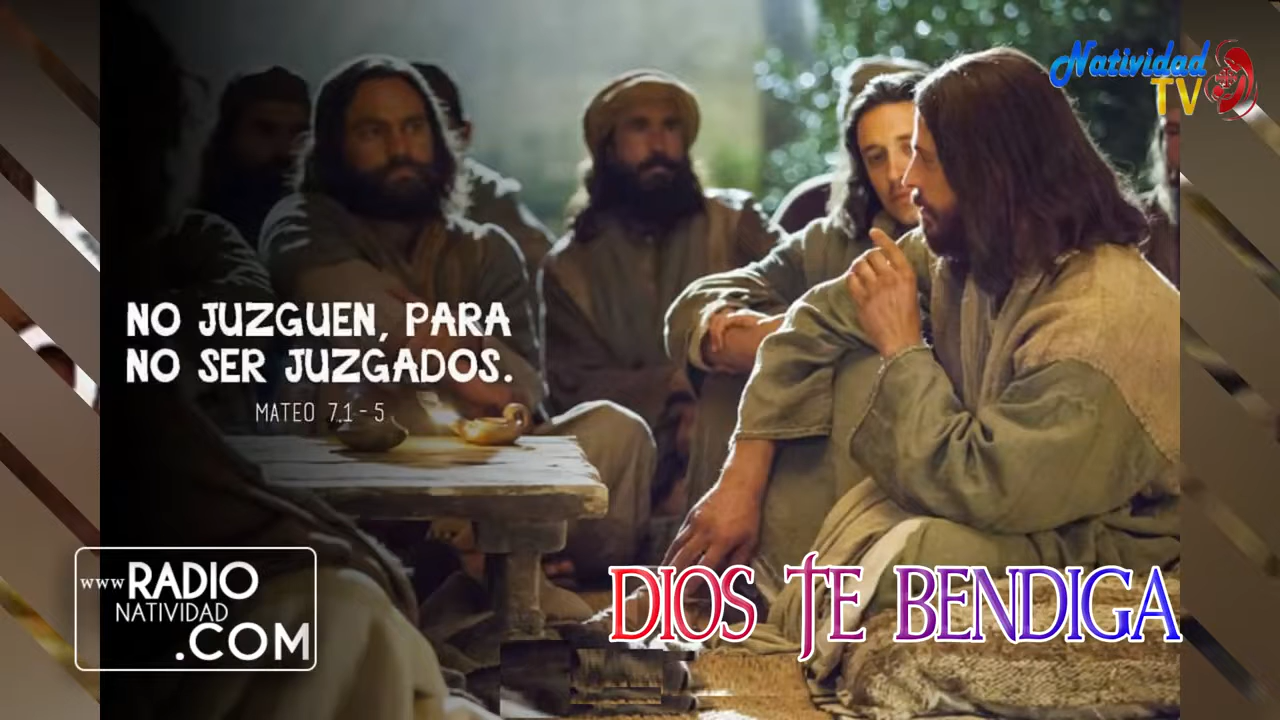 Natividad
TV
NO JUZGUEN, PARA
NO SER JUZGADOS.
MATEO 7,1 - 5
www RADIO
NATIVIDAD
.COM
DIOS TE BENDIGA